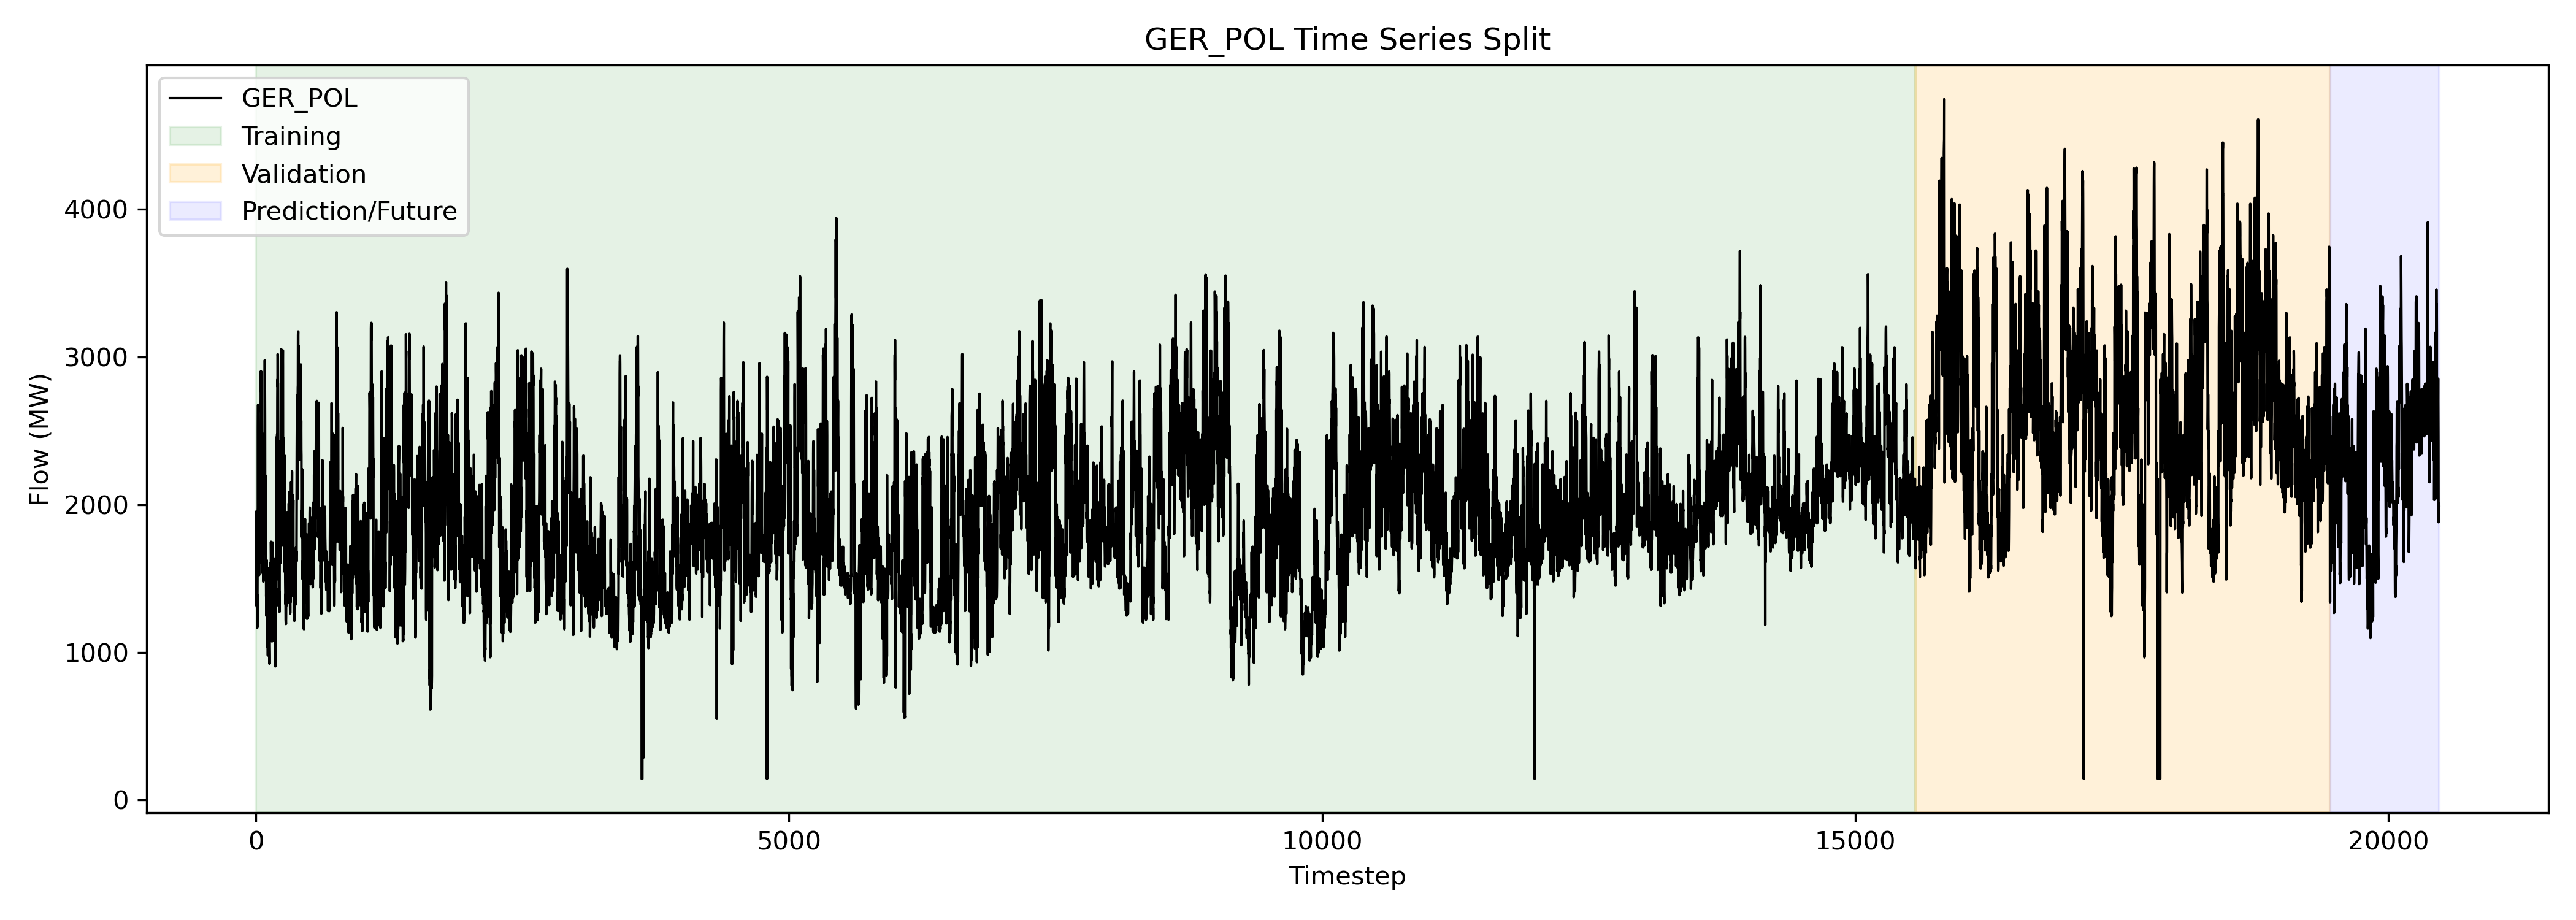 GER_POL Time Series Split
GER_POL
Training
Validation
Prediction/Future
Flow (MW)
4000
3000
2000
1000
0
0 5000 10000 15000 20000
Timestep